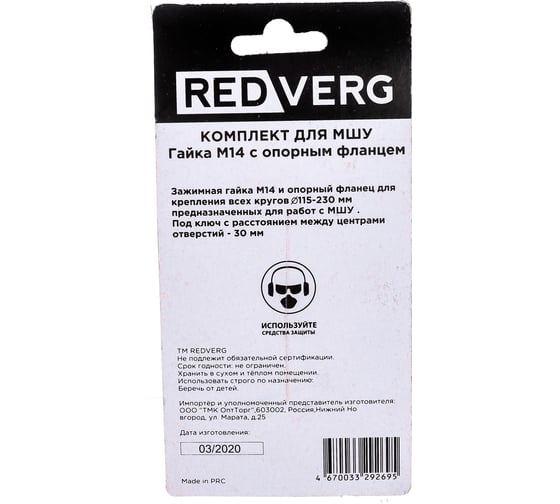 REDVERG
КОМПЛЕКТ ДЛЯ МШУ
Гайка М14 с опорным фланцем
Зажимная гайка М14 и опорный фланец для
крепления всех кругов ⌀115-230 мм
предназначенных для работ с МШУ .
Под ключ с расстоянием между центрами
отверстий - 30 мм
ИСПОЛЬЗУЙТЕ
СРЕДСТВА ЗАЩИТЫ
ТМ REDVERG
Не подлежит обязательной сертификации.
Срок годности: не ограничен.
Хранить в сухом и тёплом помещении.
Использовать строго по назначению:
Беречь от детей.
Импортёр и уполномоченный представитель изготовителя:
ООО "ТМК ОптТорг",603002, Россия,Нижний Но
вгород, ул. Марата, д.25
Дата изготовления:
03/2020
Made in PRC
4 670033 292695